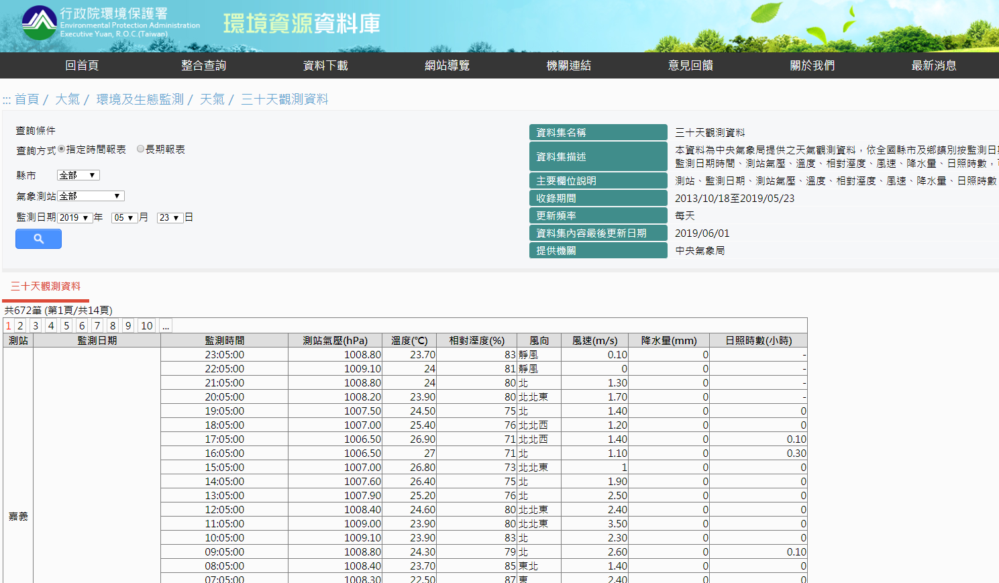 行政院環境保護署
Environmental Protection Administration
Executive Yuan, R.O.C.(Taiwan)
環境資源資料庫
回首頁 整合查詢 資料下載 網站導覽 機關連結 意見回饋 關於我們 最新消息
::: 首頁 / 大氣 / 環境及生態監測 / 天氣 / 三十天觀測資料
查詢條件
查詢方式 指定時間報表 長期報表
縣市 全部
氣象測站 全部
監測日期 2019 年 05 月 23 日
資料集名稱 三十天觀測資料
資料集描述 本資料為中央氣象局提供之天氣觀測資料，依全國縣市及鄉鎮別按監測日
監測日期時間、測站氣壓、溫度、相對溼度、風速、降水量、日照時數，
主要欄位說明 測站、監測日期、測站氣壓、溫度、相對溼度、風速、降水量、日照時數
收錄期間 2013/10/18至2019/05/23
更新頻率 每天
資料集內容最後更新日期 2019/06/01
提供機關 中央氣象局
三十天觀測資料
共672筆 (第1頁/共14頁)
1 2 3 4 5 6 7 8 9 10 ...
測站 監測日期 監測時間 測站氣壓(hPa) 溫度(℃) 相對溼度(%) 風向 風速(m/s) 降水量(mm) 日照時數(小時)
23:05:00 1008.80 23.70 83 靜風 0.10 0 -
22:05:00 1009.10 24 81 靜風 0 0 -
21:05:00 1008.80 24 80 北 1.30 0 -
20:05:00 1008.20 23.90 80 北北東 1.70 0 -
19:05:00 1007.50 24.50 75 北 1.40 0 0
18:05:00 1007.00 25.40 76 北北西 1.20 0 0
17:05:00 1006.50 26.90 71 北北西 1.40 0 0.10
16:05:00 1006.50 27 71 北 1.10 0 0.30
15:05:00 1007.00 26.80 73 北北東 1 0 0
14:05:00 1007.60 26.40 75 北 1.90 0 0
13:05:00 1007.90 25.20 76 北 2.50 0 0
12:05:00 1008.40 24.60 80 北北東 2.40 0 0
嘉義
11:05:00 1009.00 23.90 80 北北東 3.50 0 0
10:05:00 1009.10 23.90 83 北 2.30 0 0
09:05:00 1008.80 24.30 79 北 2.60 0 0.10
08:05:00 1008.40 23.70 85 東北 1.40 0 0
07:05:00 1008.30 22.50 87 東 2.40 0 0